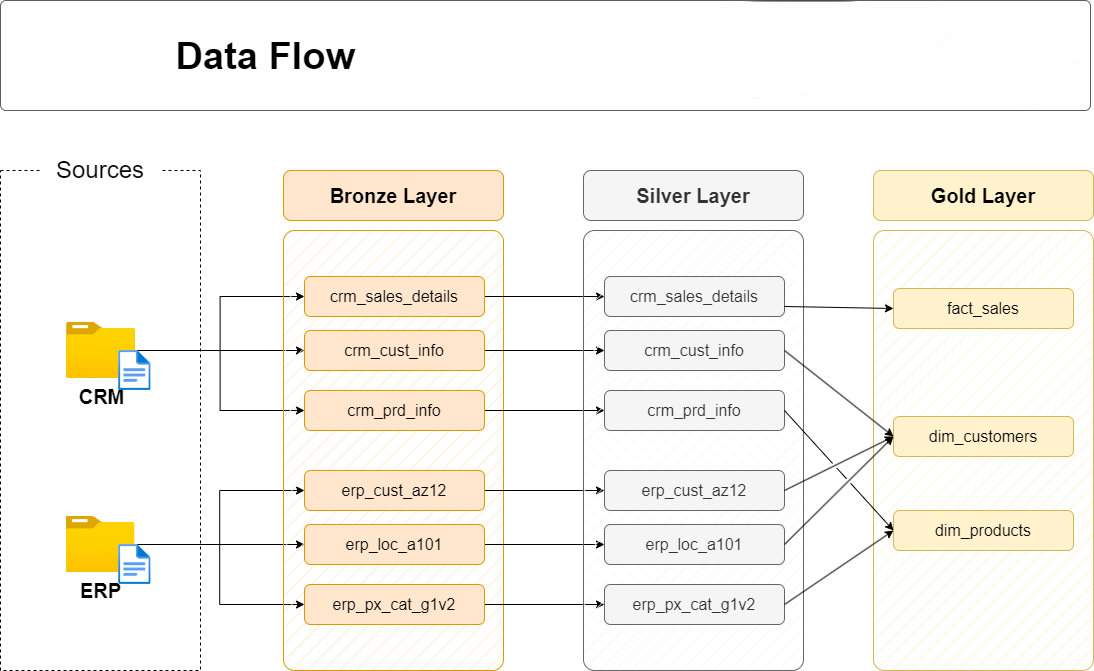 Data Flow
Sources
CRM
ERP
Bronze Layer
crm_sales_details
crm_cust_info
crm_prd_info
erp_cust_az12
erp_loc_a101
erp_px_cat_g1v2
Silver Layer
crm_sales_details
crm_cust_info
crm_prd_info
erp_cust_az12
erp_loc_a101
erp_px_cat_g1v2
Gold Layer
fact_sales
dim_customers
dim_products